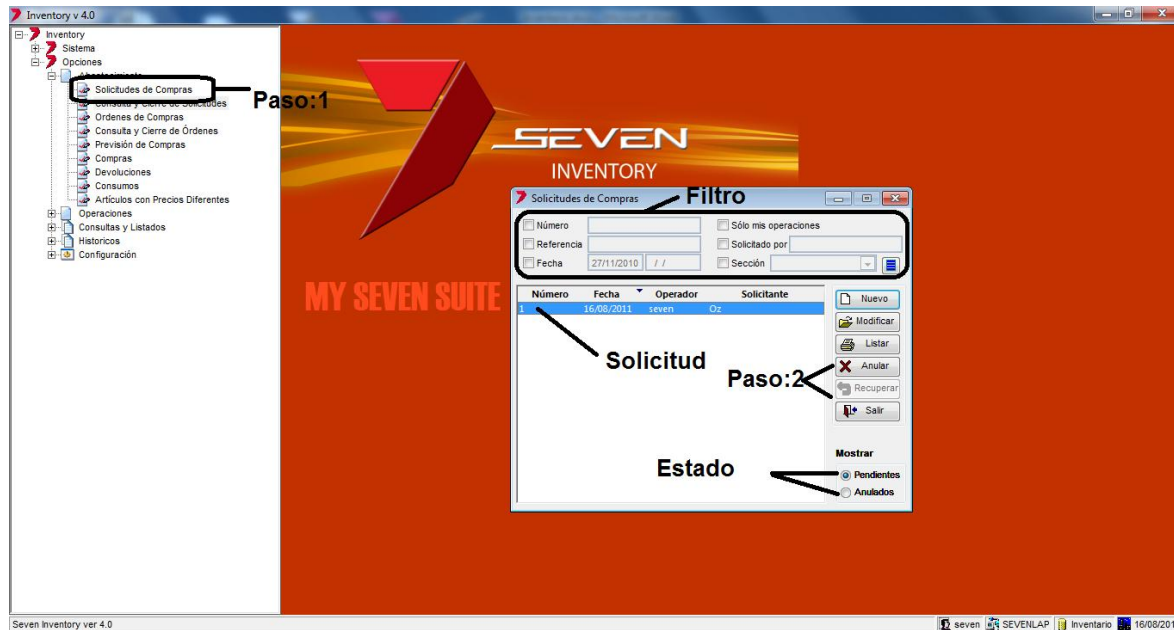 Inventory v 4.0
Inventory
Sistema
Opciones
Abastecimiento
Solicitudes de Compras
Paso:1
Consulta y Cierre de Solicitudes
Ordenes de Compras
Consulta y Cierre de Órdenes
Previsión de Compras
Compras
Devoluciones
Consumos
Artículos con Precios Diferentes
Operaciones
Consultas y Listados
Historicos
Configuración
SEVEN
INVENTORY
MY SEVEN SUITE
Solicitudes de Compras
Filtro
Número
Sólo mis operaciones
Referencia
Solicitado por
Fecha 27/11/2010 / /
Sección
Número Fecha Operador Solicitante
1 16/08/2011 seven Oz
Nuevo
Modificar
Listar
Anular
Recuperar
Salir
Solicitud
Paso:2
Mostrar
Estado
Pendientes
Anulados
Seven Inventory ver 4.0
seven SEVENLAP Inventario 16/08/201